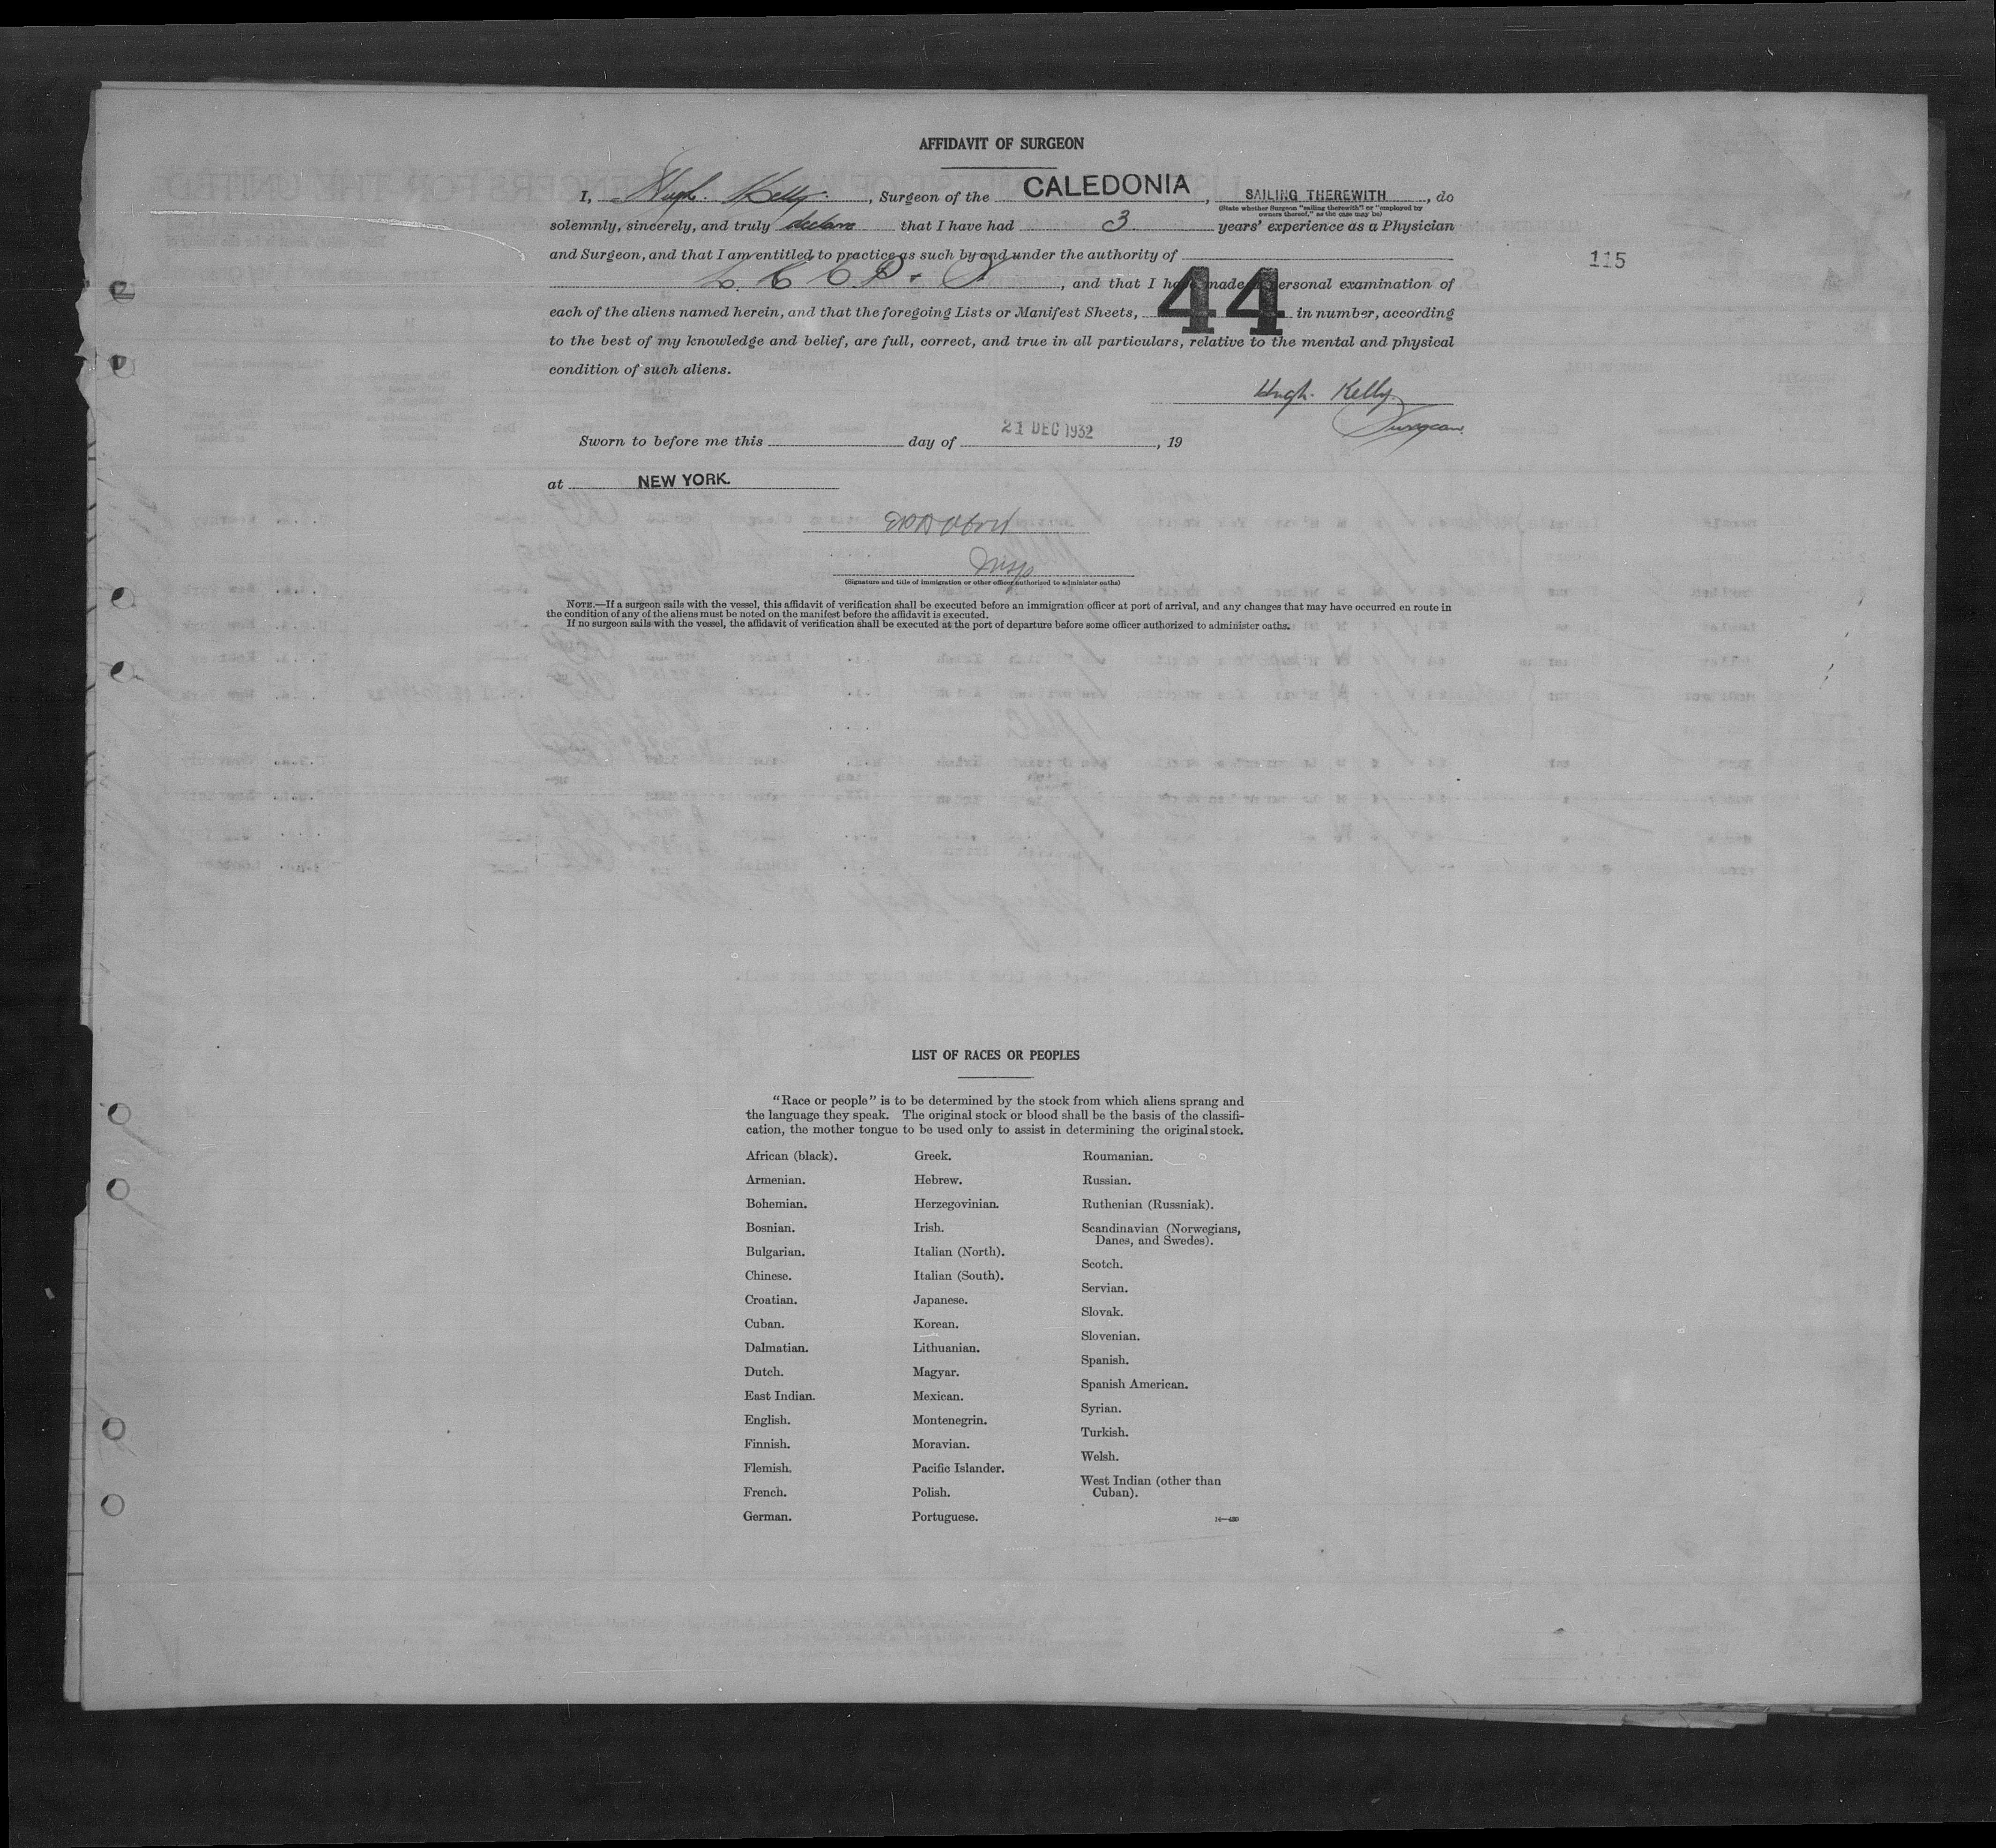 AFFIDAVIT OF SURGEON
I, Hugh Kelly, Surgeon of the CALEDONIA, SAILING THEREWITH, do
(State whether Surgeon "sailing therewith" or "employed by
owners thereof," as the case may be)
solemnly, sincerely, and truly declare that I have had 3 years' experience as a Physician
and Surgeon, and that I am entitled to practice as such by and under the authority of
115
, and that I have made a personal examination of
each of the aliens named herein, and that the foregoing Lists or Manifest Sheets, 44 in number, according
to the best of my knowledge and belief, are full, correct, and true in all particulars, relative to the mental and physical
condition of such aliens.
Hugh Kelly
Surgeon.
Sworn to before me this day of 21 DEC 1932, 19
at NEW YORK.
Insp
(Signature and title of immigration or other officer authorized to administer oaths)
NOTE.—If a surgeon sails with the vessel, this affidavit of verification shall be executed before an immigration officer at port of arrival, and any changes that may have occurred en route in
the condition of any of the aliens must be noted on the manifest before the affidavit is executed.
If no surgeon sails with the vessel, the affidavit of verification shall be executed at the port of departure before some officer authorized to administer oaths.
LIST OF RACES OR PEOPLES
"Race or people" is to be determined by the stock from which aliens sprang and
the language they speak. The original stock or blood shall be the basis of the classifi-
cation, the mother tongue to be used only to assist in determining the original stock.
African (black).
Armenian.
Bohemian.
Bosnian.
Bulgarian.
Chinese.
Croatian.
Cuban.
Dalmatian.
Dutch.
East Indian.
English.
Finnish.
Flemish.
French.
German.
Greek.
Hebrew.
Herzegovinian.
Irish.
Italian (North).
Italian (South).
Japanese.
Korean.
Lithuanian.
Magyar.
Mexican.
Montenegrin.
Moravian.
Pacific Islander.
Polish.
Portuguese.
Roumanian.
Russian.
Ruthenian (Russniak).
Scandinavian (Norwegians,
Danes, and Swedes).
Scotch.
Servian.
Slovak.
Slovenian.
Spanish.
Spanish American.
Syrian.
Turkish.
Welsh.
West Indian (other than
Cuban).